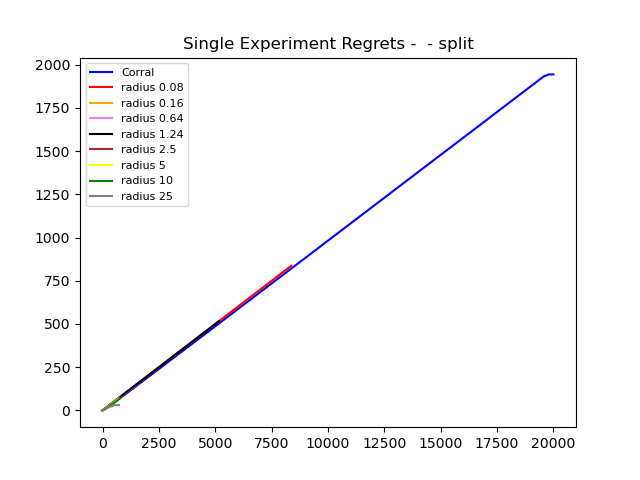 Single Experiment Regrets -  - split
2000
1750
1500
1250
1000
750
500
250
0
Corral
radius 0.08
radius 0.16
radius 0.64
radius 1.24
radius 2.5
radius 5
radius 10
radius 25
0 2500 5000 7500 10000 12500 15000 17500 20000